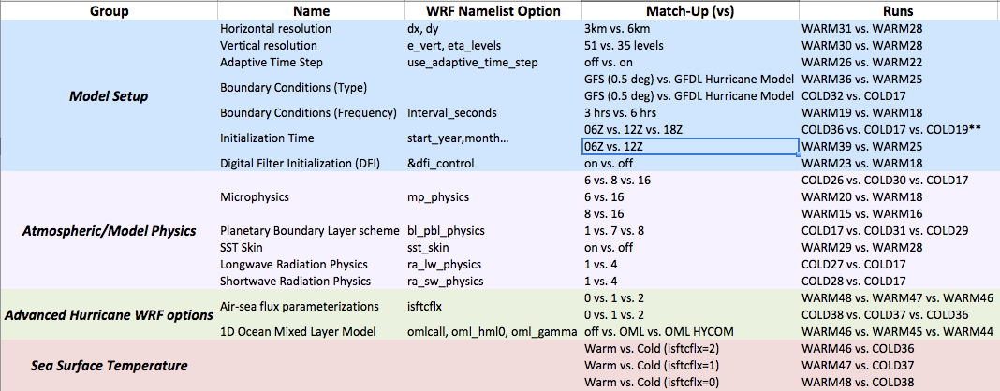 Group Name WRF Namelist Option Match-Up (vs) Runs
Horizontal resolution dx, dy 3km vs. 6km WARM31 vs. WARM28
Vertical resolution e_vert, eta_levels 51 vs. 35 levels WARM30 vs. WARM28
Adaptive Time Step use_adaptive_time_step off vs. on WARM26 vs. WARM22
GFS (0.5 deg) vs. GFDL Hurricane Model WARM36 vs. WARM25
Boundary Conditions (Type)
Model Setup GFS (0.5 deg) vs. GFDL Hurricane Model COLD32 vs. COLD17
Boundary Conditions (Frequency) Interval_seconds 3 hrs vs. 6 hrs WARM19 vs. WARM18
06Z vs. 12Z vs. 18Z COLD36 vs. COLD17 vs. COLD19**
Initialization Time start_year,month...
06Z vs. 12Z WARM39 vs. WARM25
Digital Filter Initialization (DFI) &dfi_control on vs. off WARM23 vs. WARM18
6 vs. 8 vs. 16 COLD26 vs. COLD30 vs. COLD17
Microphysics mp_physics 6 vs. 16 WARM20 vs. WARM18
8 vs. 16 WARM15 vs. WARM16
Atmospheric/Model Physics Planetary Boundary Layer scheme bl_pbl_physics 1 vs. 7 vs. 8 COLD17 vs. COLD31 vs. COLD29
SST Skin sst_skin on vs. off WARM29 vs. WARM28
Longwave Radiation Physics ra_lw_physics 1 vs. 4 COLD27 vs. COLD17
Shortwave Radiation Physics ra_sw_physics 1 vs. 4 COLD28 vs. COLD17
0 vs. 1 vs. 2 WARM48 vs. WARM47 vs. WARM46
Air-sea flux parameterizations isftcflx
Advanced Hurricane WRF options 0 vs. 1 vs. 2 COLD38 vs. COLD37 vs. COLD36
1D Ocean Mixed Layer Model omlcall, oml_hml0, oml_gamma off vs. OML vs. OML HYCOM WARM46 vs. WARM45 vs. WARM44
Warm vs. Cold (isftcflx=2) WARM46 vs. COLD36
Sea Surface Temperature Warm vs. Cold (isftcflx=1) WARM47 vs. COLD37
Warm vs. Cold (isftcflx=0) WARM48 vs. COLD38